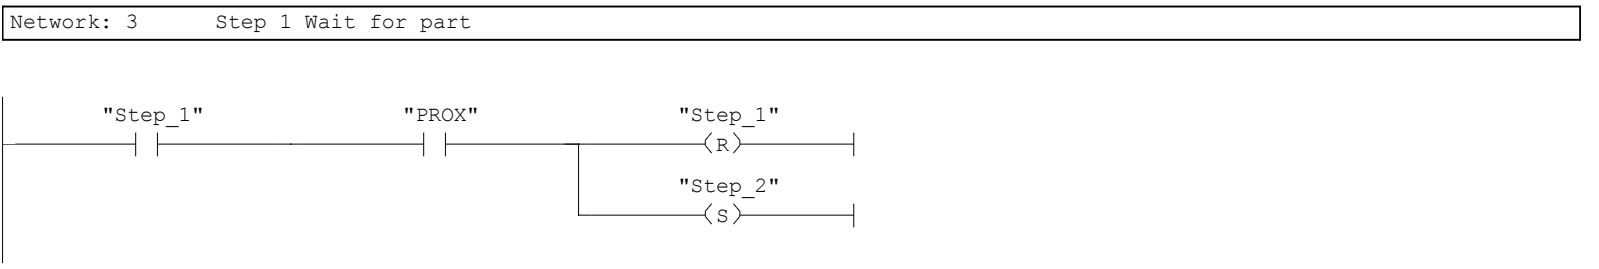 Network: 3 Step 1 Wait for part
"Step_1" "PROX" "Step_1"
R
"Step_2"
S